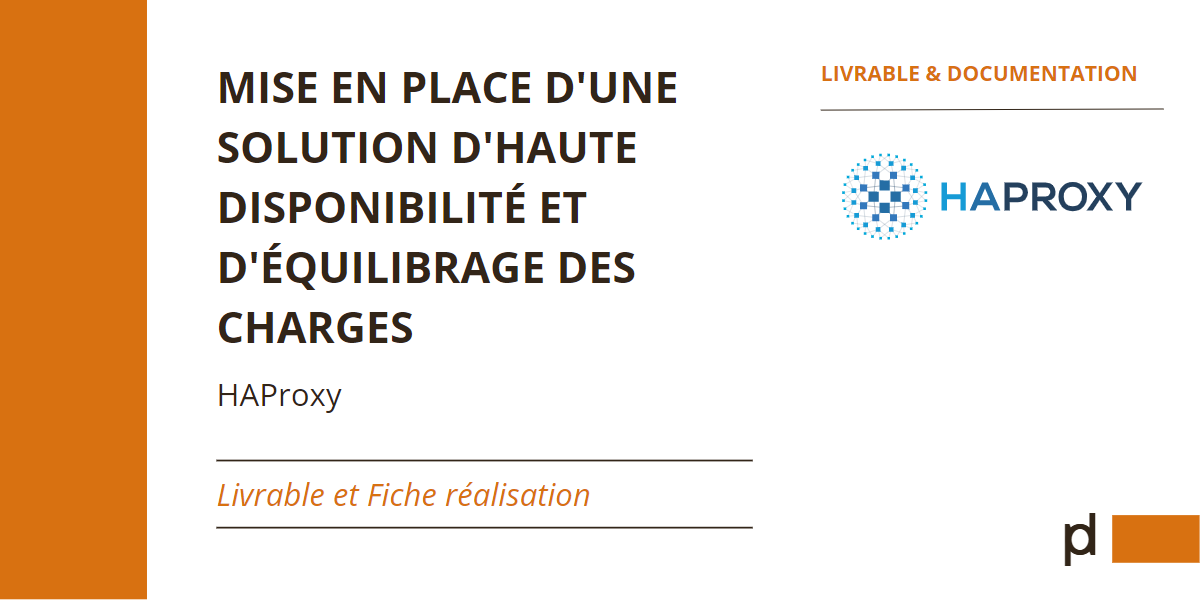 MISE EN PLACE D'UNE
SOLUTION D'HAUTE
DISPONIBILITÉ ET
D'ÉQUILIBRAGE DES
CHARGES
HAProxy
Livrable et Fiche réalisation
LIVRABLE & DOCUMENTATION
HAPROXY
pd